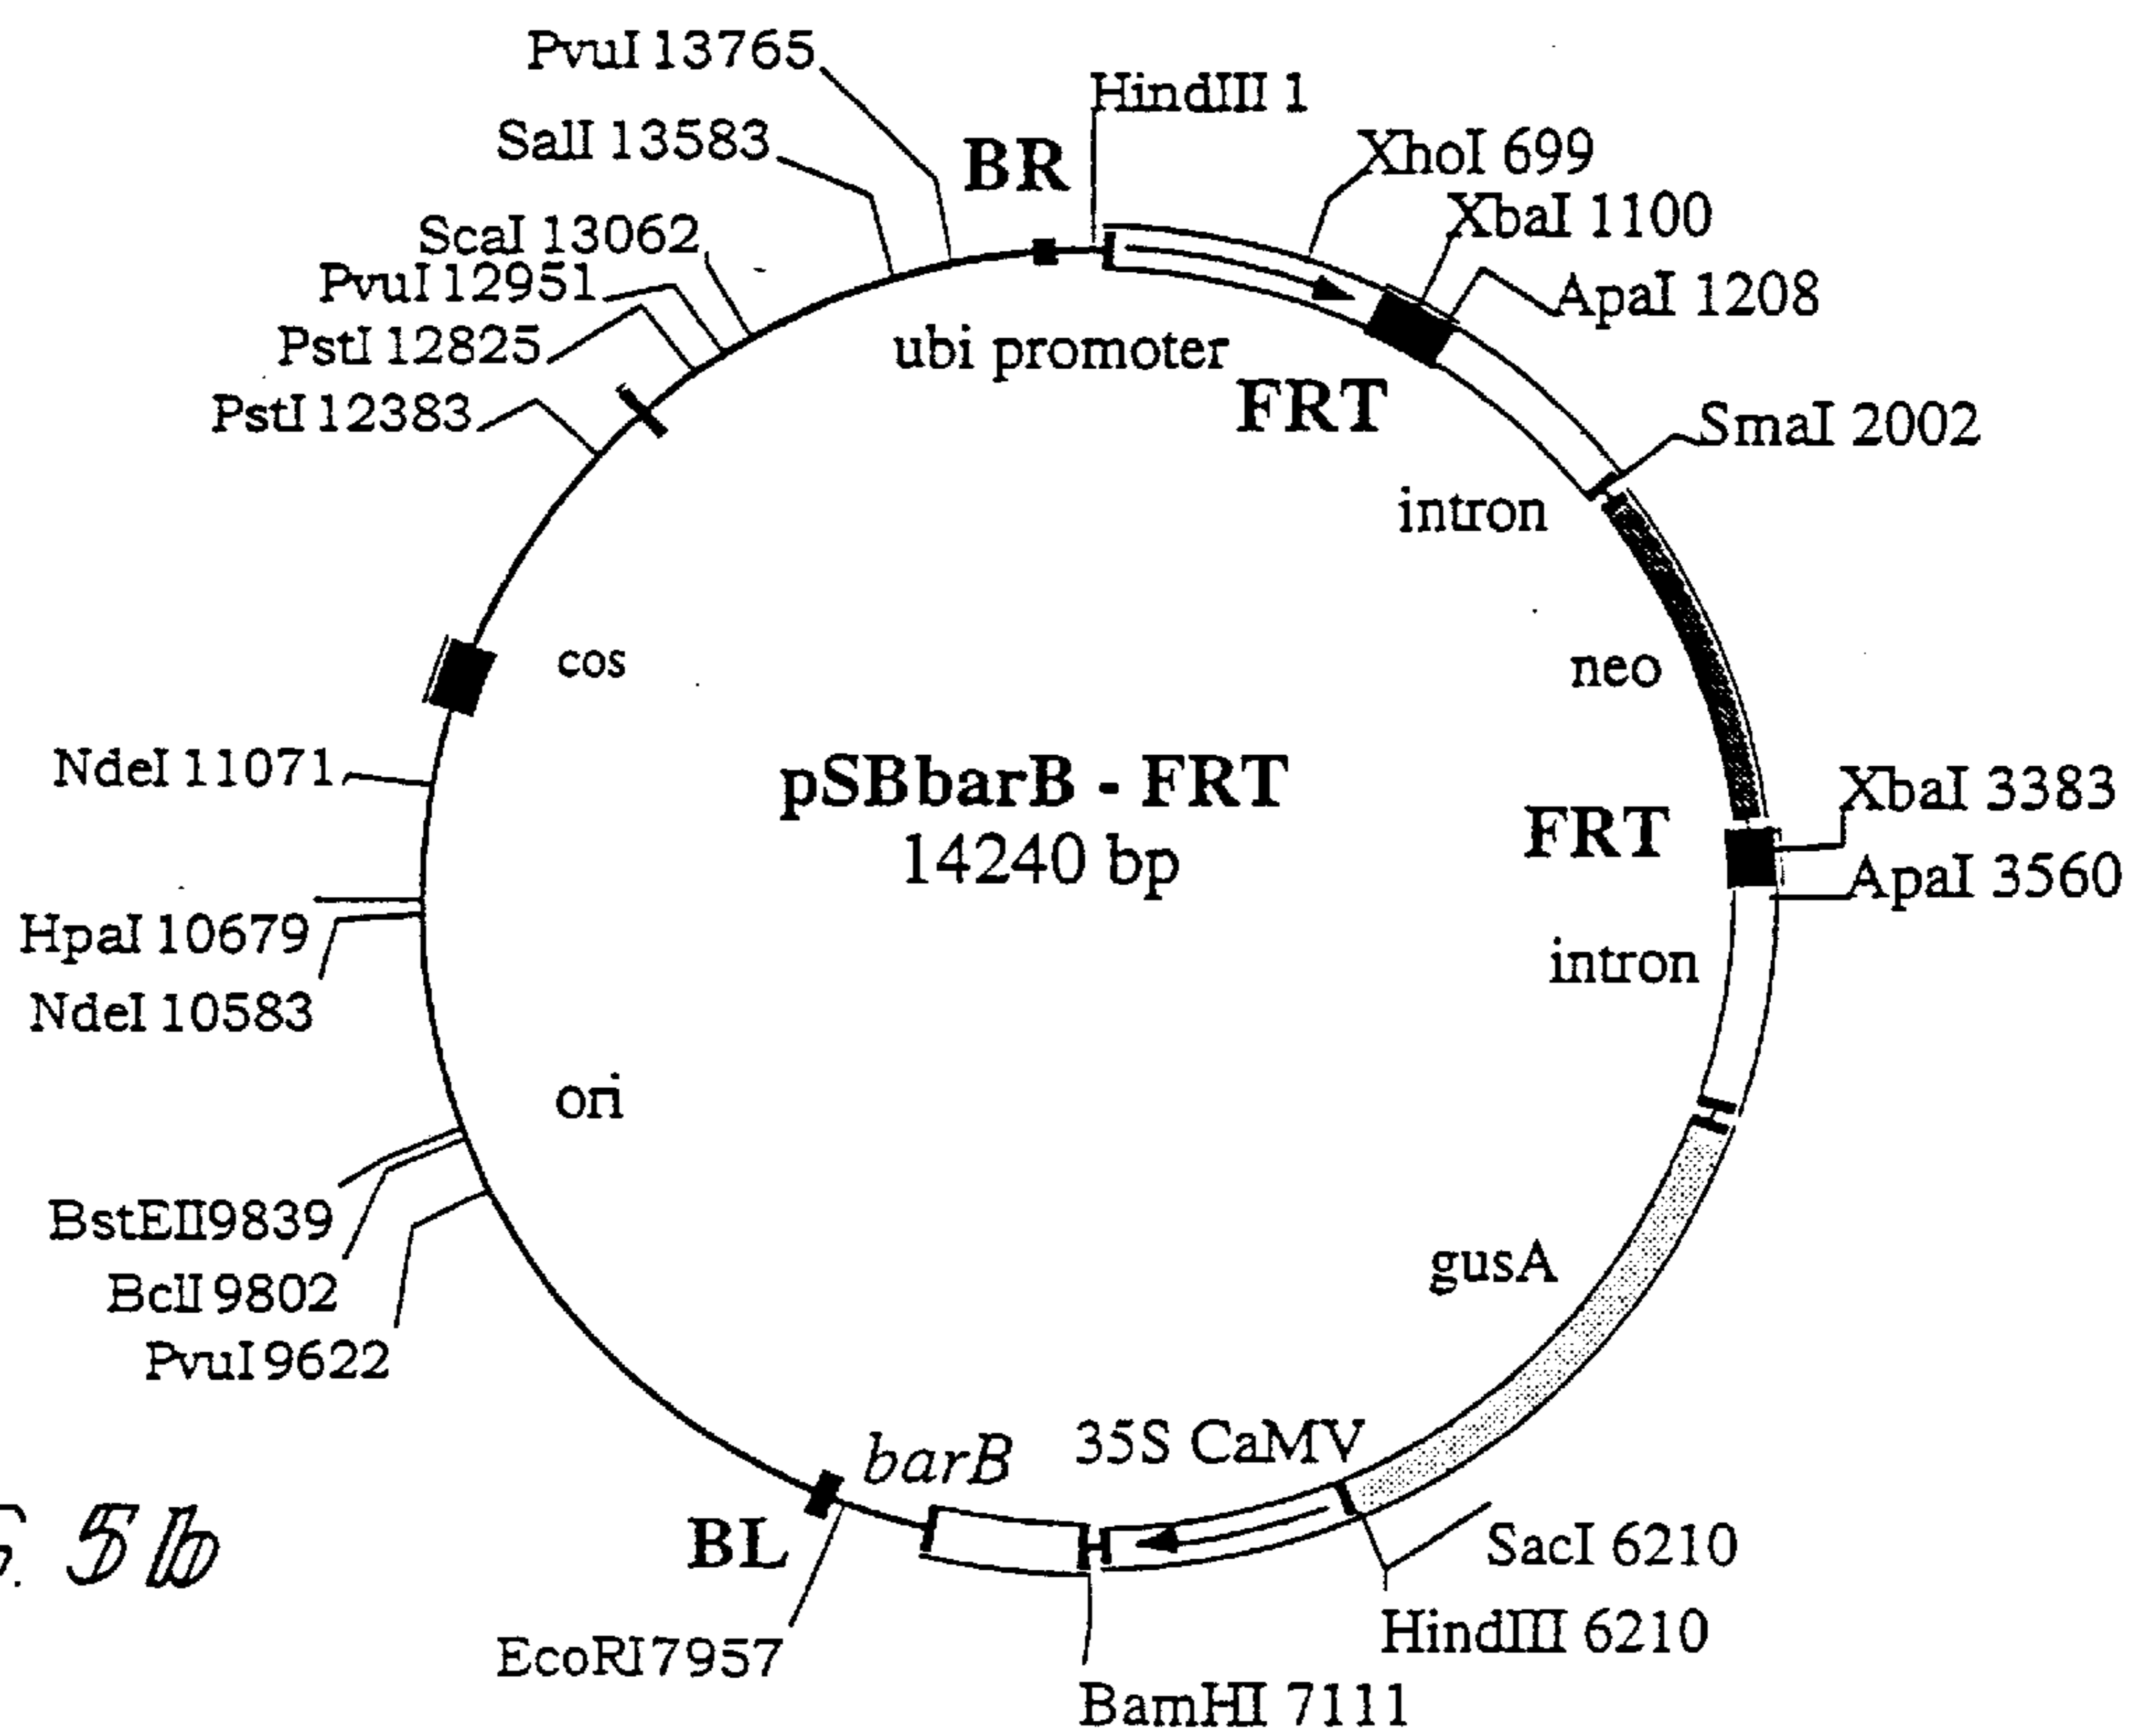 PvuI 13765
HindIII 1
SalI 13583
BR
XhoI 699
XbaI 1100
ScaI 13062
PvuI 12951
ApaI 1208
PstI 12825
ubi promoter
FRT
PstI 12383
SmaI 2002
intron
cos
neo
NdeI 11071
pSBbarB - FRT
14240 bp
XbaI 3383
FRT
ApaI 3560
HpaI 10679
intron
NdeI 10583
ori
BstEII 9839
gusA
BclI 9802
PvuI 9622
35S CaMV
barB
5b
BL
SacI 6210
HindIII 6210
EcoRI 7957
BamHI 7111